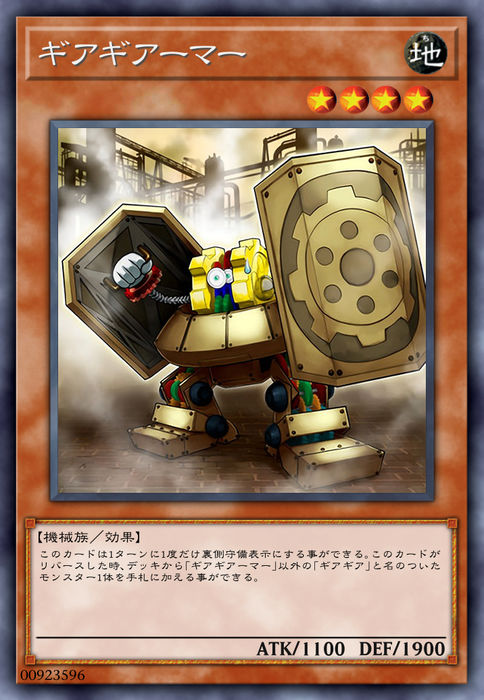 ギアギアーマー
地
ち
【機械族／効果】
このカードは1ターンに1度だけ裏側守備表示にする事ができる。このカードが
リバースした時、デッキから「ギアギアーマー」以外の「ギアギア」と名のついた
モンスター1体を手札に加える事ができる。
ATK/1100 DEF/1900
00923596